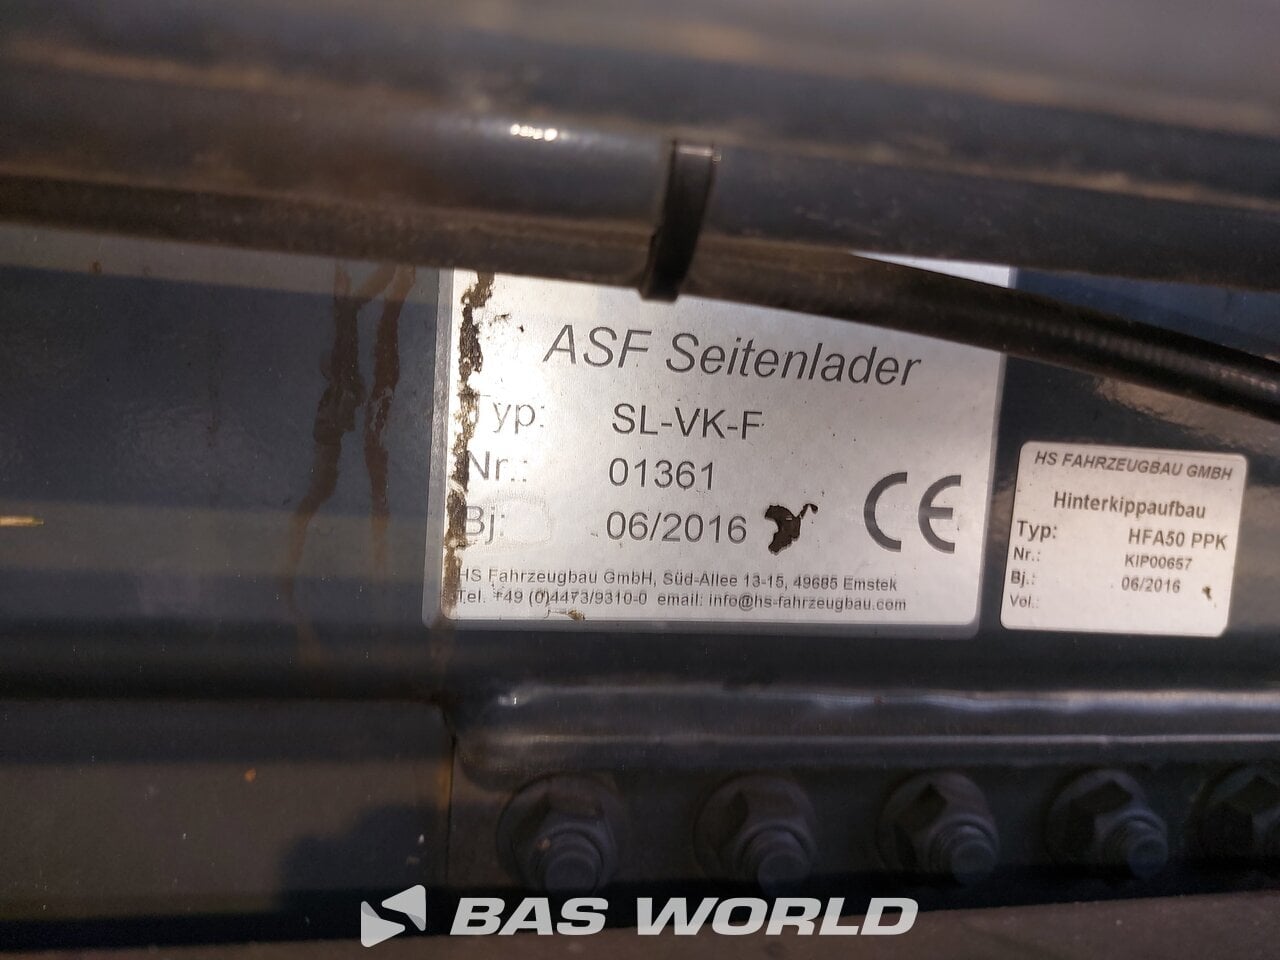 ASF Seitenlader
Typ: SL-VK-F
Nr.: 01361
Bj: 06/2016
CE
HS Fahrzeugbau GmbH, Süd-Allee 13-15, 49685 Emstek
Tel. +49 (0)4473/9310-0 email: info@hs-fahrzeugbau.com
HS FAHRZEUGBAU GMBH
Hinterkippaufbau
Typ: HFA50 PPK
Nr.: KIP00657
Bj.: 06/2016
Vol.:
BAS WORLD